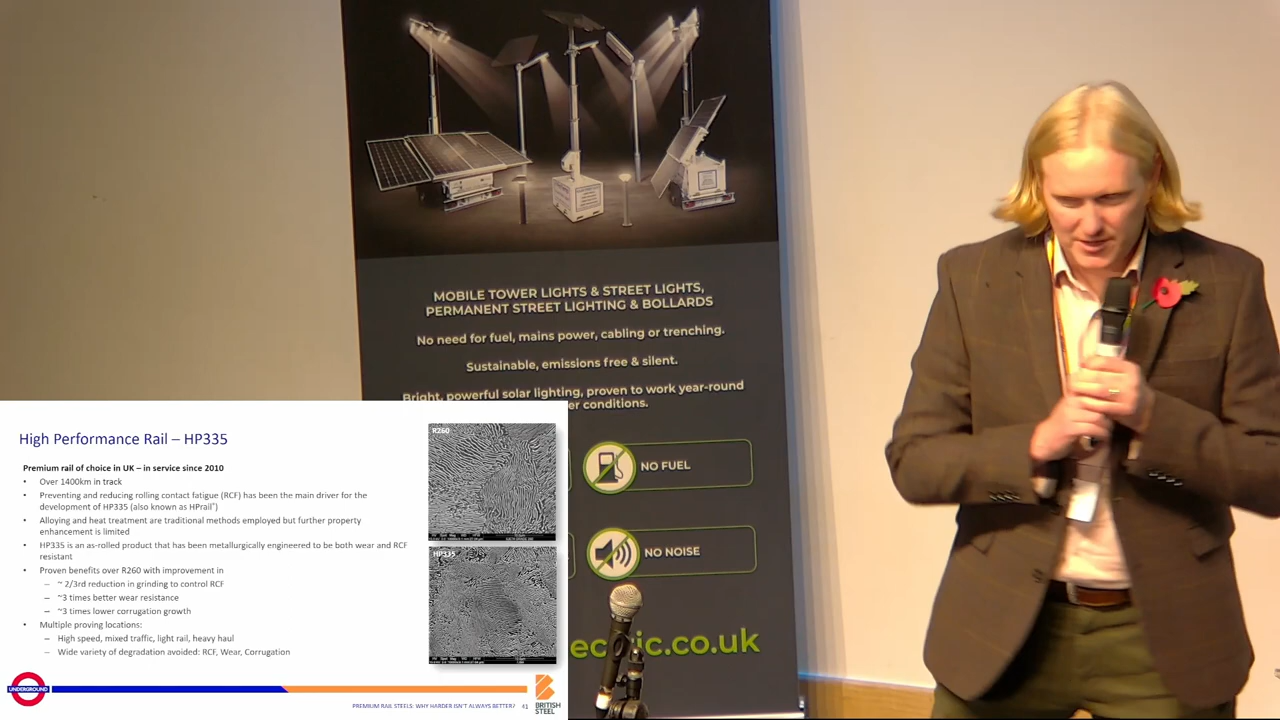 MOBILE TOWER LIGHTS & STREET LIGHTS,
PERMANENT STREET LIGHTING & BOLLARDS
No need for fuel, mains power, cabling or trenching.
Sustainable, emissions free & silent.
Bright, powerful solar lighting, proven to work year-round
er conditions.
NO FUEL
NO NOISE
ic.co.uk
High Performance Rail – HP335
Premium rail of choice in UK – in service since 2010
• Over 1400km in track
• Preventing and reducing rolling contact fatigue (RCF) has been the main driver for the
development of HP335 (also known as HPrail®)
• Alloying and heat treatment are traditional methods employed but further property
enhancement is limited
• HP335 is an as-rolled product that has been metallurgically engineered to be both wear and RCF
resistant
• Proven benefits over R260 with improvement in
– ~ 2/3rd reduction in grinding to control RCF
– ~3 times better wear resistance
– ~3 times lower corrugation growth
• Multiple proving locations:
– High speed, mixed traffic, light rail, heavy haul
– Wide variety of degradation avoided: RCF, Wear, Corrugation
R260
HP335
UNDERGROUND
PREMIUM RAIL STEELS: WHY HARDER ISN'T ALWAYS BETTER? 41
BRITISH
STEEL